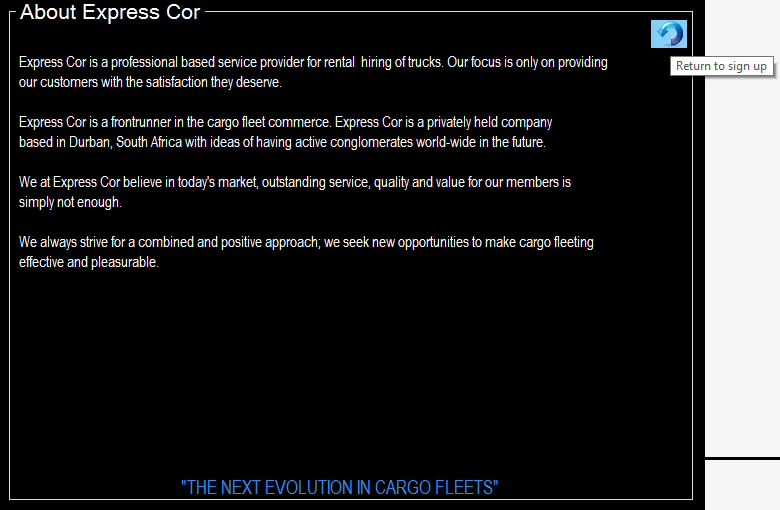 About Express Cor
Express Cor is a professional based service provider for rental  hiring of trucks. Our focus is only on providing
Return to sign up
our customers with the satisfaction they deserve.
Express Cor is a frontrunner in the cargo fleet commerce. Express Cor is a privately held company
based in Durban, South Africa with ideas of having active conglomerates world-wide in the future.
We at Express Cor believe in today's market, outstanding service, quality and value for our members is
simply not enough.
We always strive for a combined and positive approach; we seek new opportunities to make cargo fleeting
effective and pleasurable.
"THE NEXT EVOLUTION IN CARGO FLEETS"